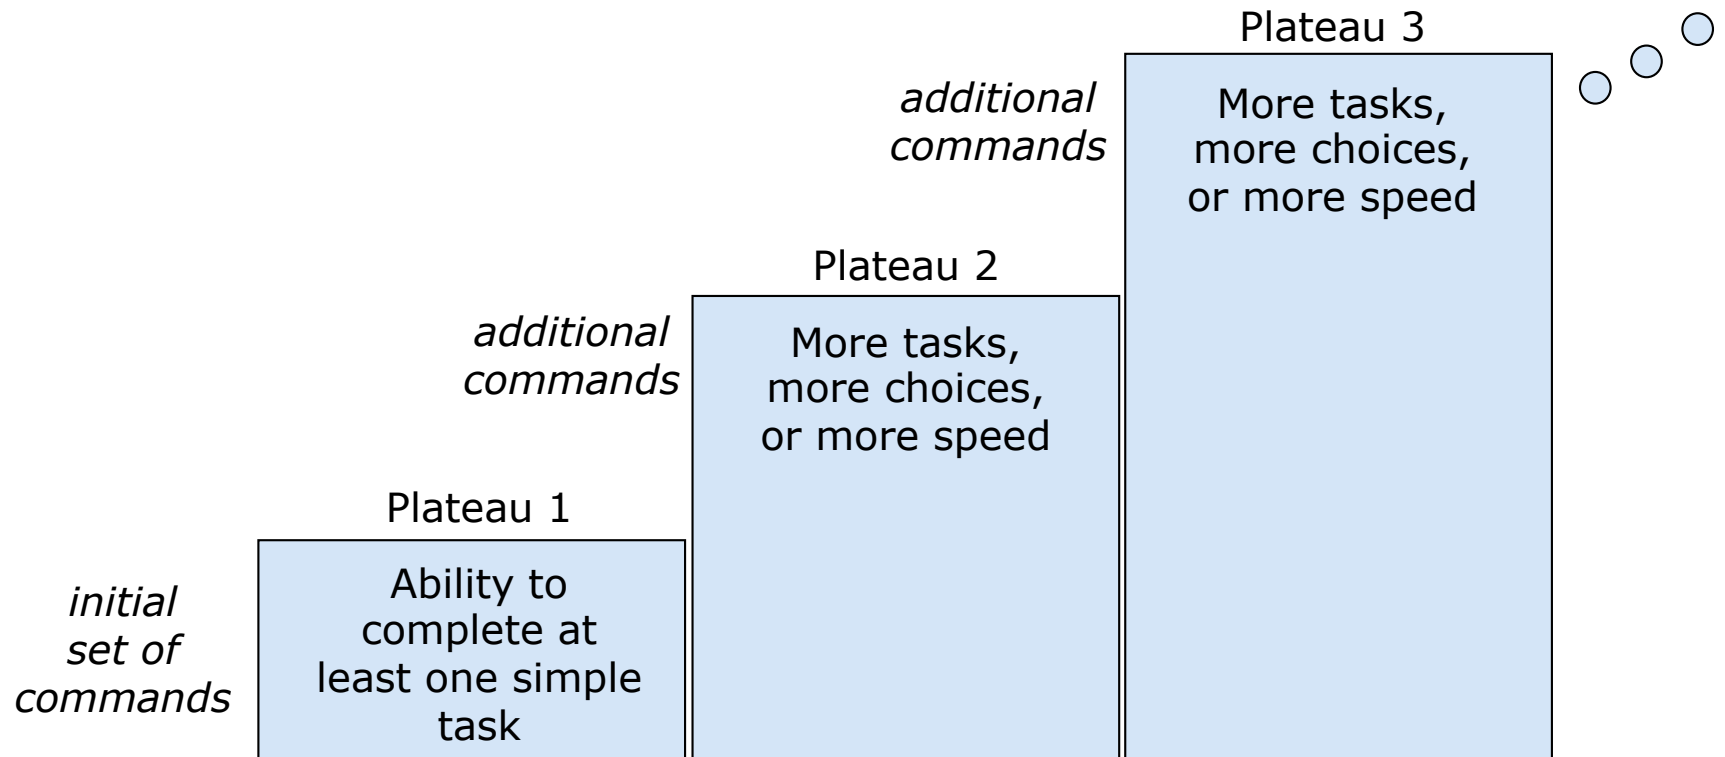 Plateau 3
additional
commands
More tasks,
more choices,
or more speed
Plateau 2
additional
commands
More tasks,
more choices,
or more speed
Plateau 1
initial
set of
commands
Ability to
complete at
least one simple
task